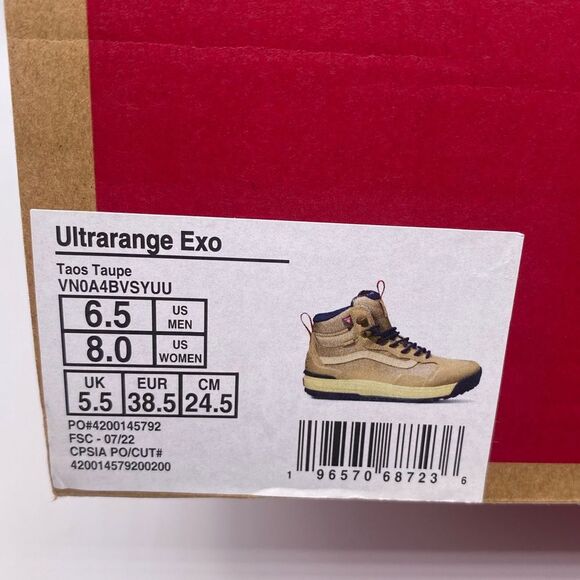 Ultrarange Exo
Taos Taupe
VN0A4BVSYUU
6.5 US MEN
8.0 US WOMEN
UK EUR CM
5.5 38.5 24.5
PO#4200145792
FSC - 07/22
CPSIA PO/CUT#
420014579200200
1 96570 68723 6